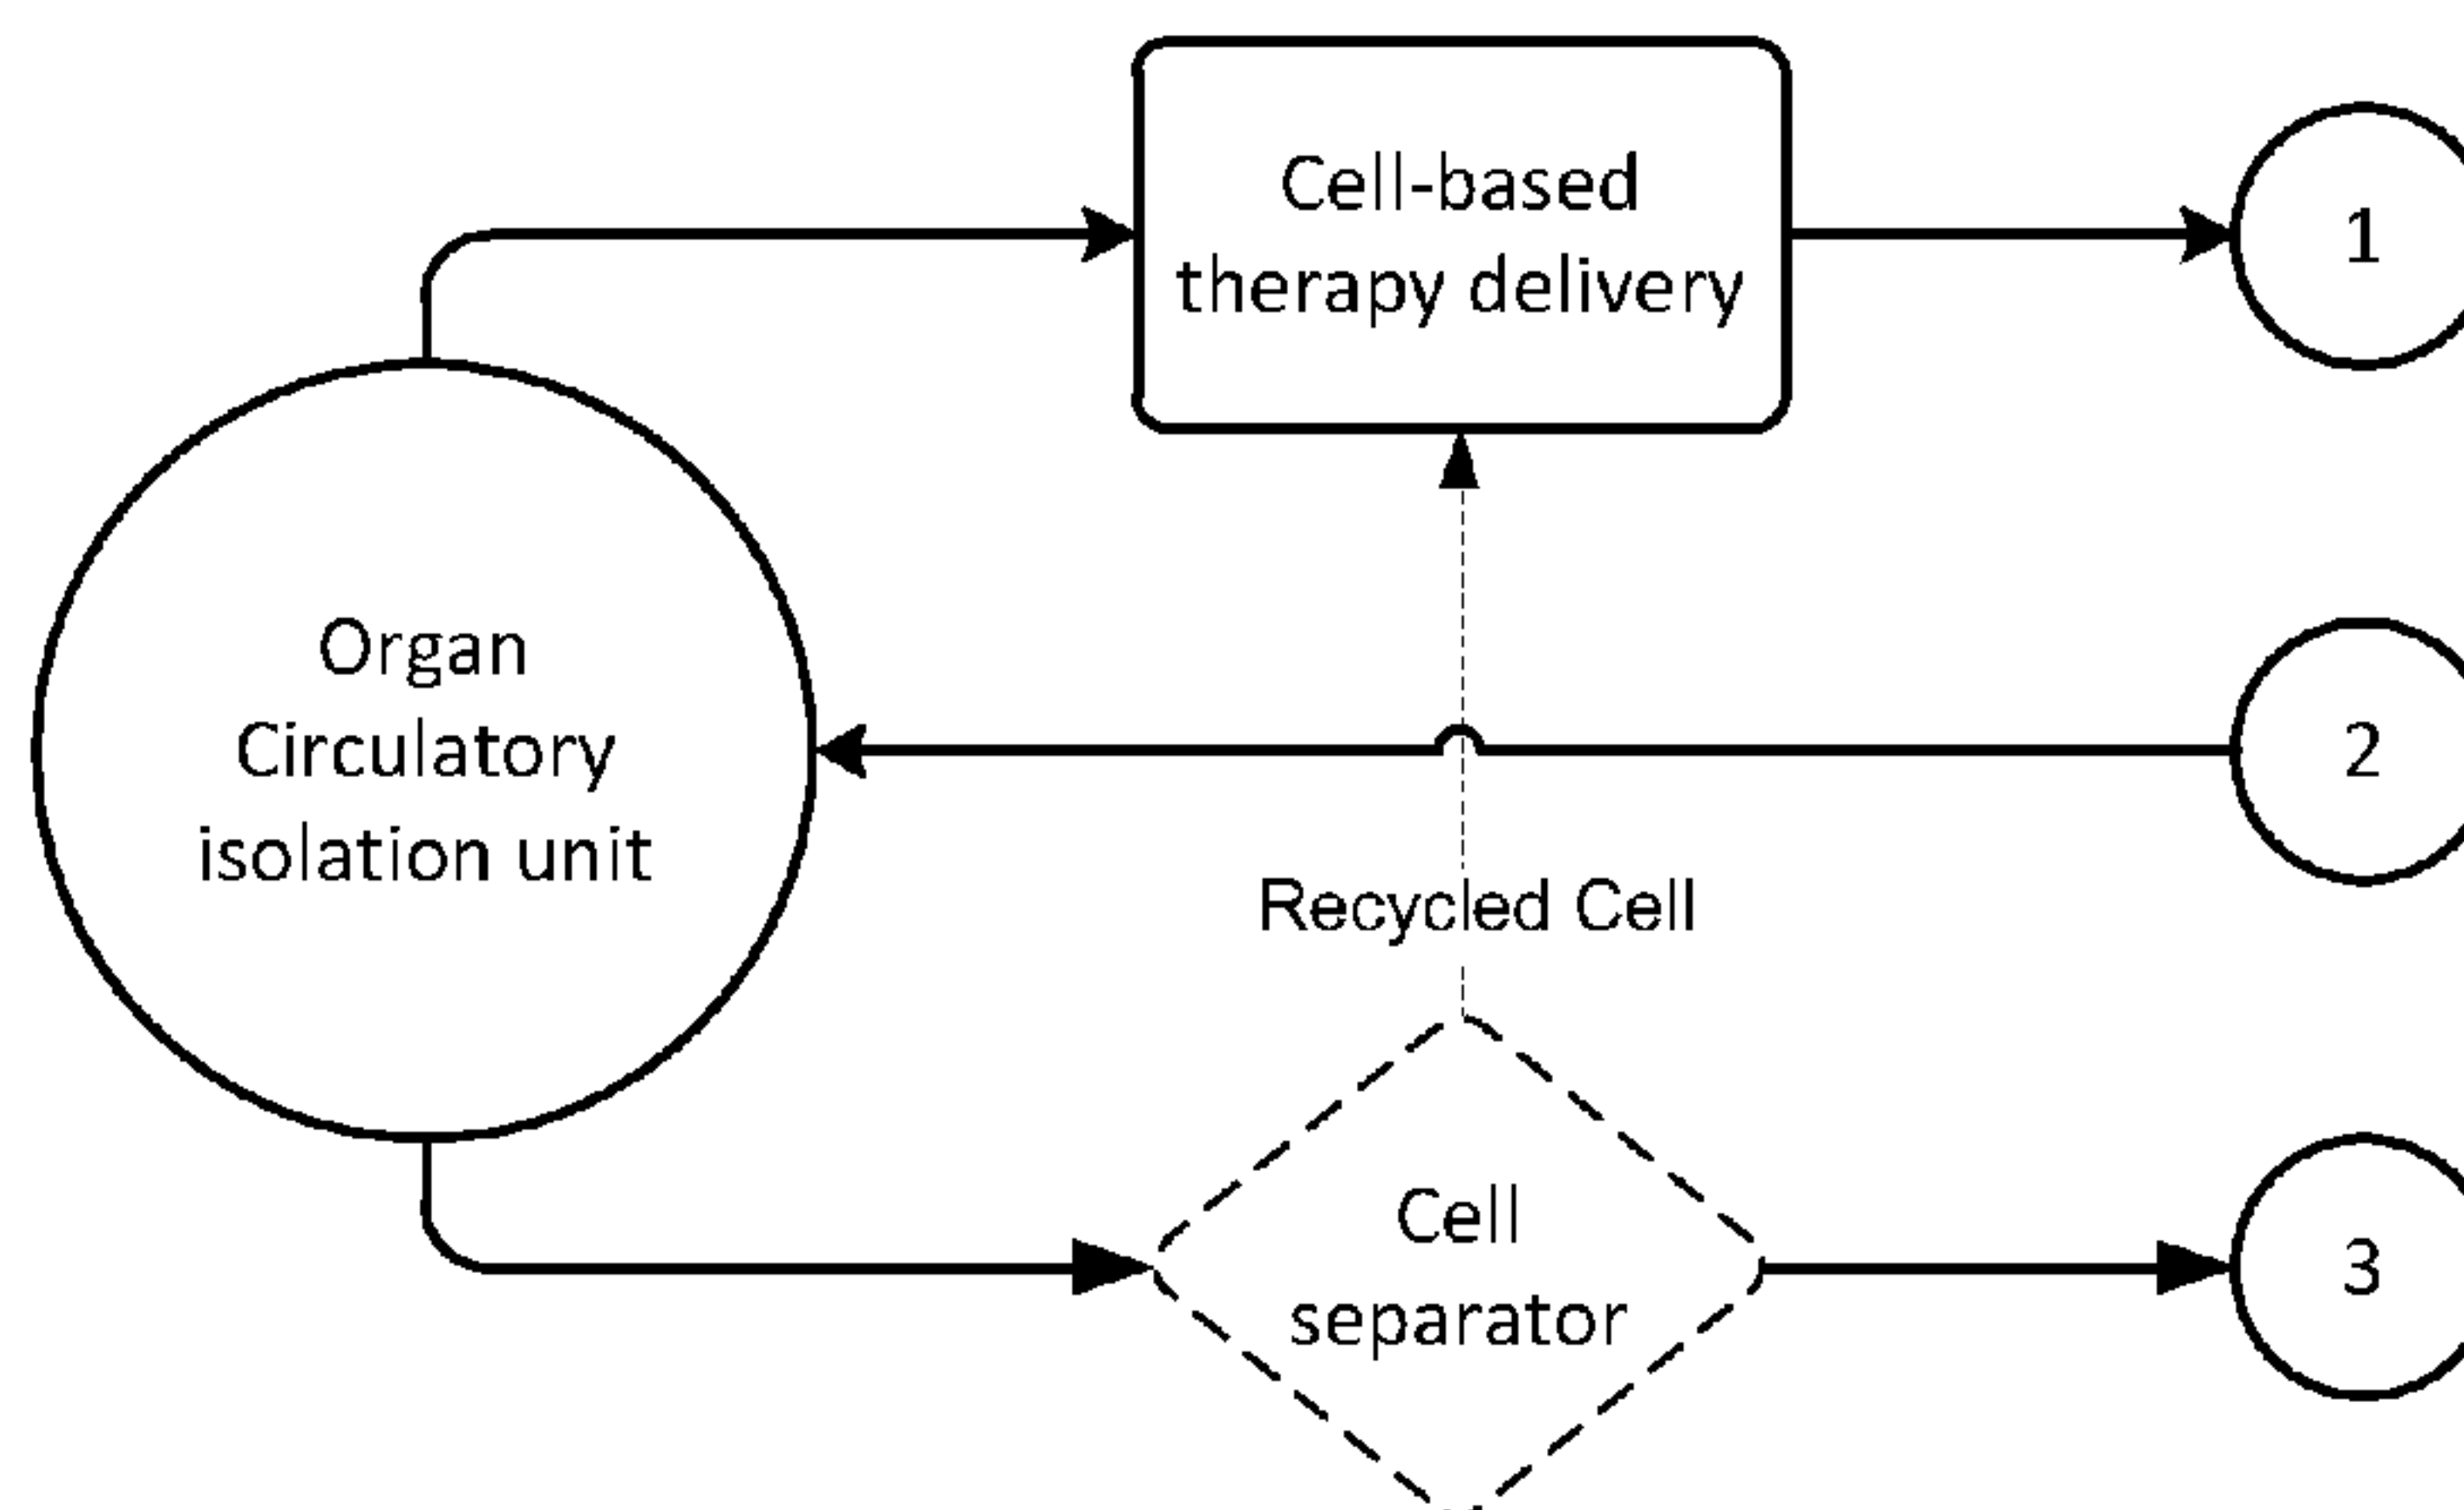 Cell-based
therapy delivery
1
Organ
Circulatory
isolation unit
2
Recycled Cell
Cell
separator
3